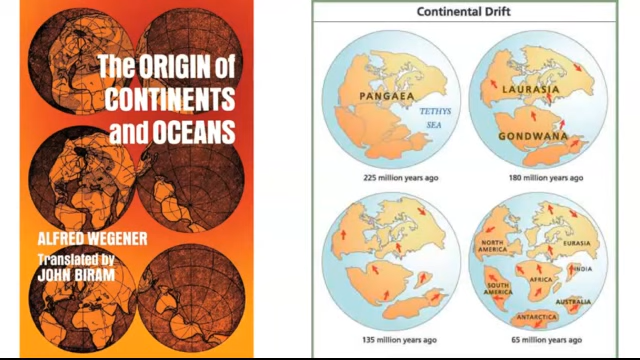 The ORIGIN of
CONTINENTS
and OCEANS
ALFRED WEGENER
Translated by
JOHN BIRAM
Continental Drift
PANGAEA
TETHYS
SEA
225 million years ago
LAURASIA
GONDWANA
180 million years ago
135 million years ago
NORTH
AMERICA
EURASIA
INDIA
AFRICA
SOUTH
AMERICA
AUSTRALIA
ANTARCTICA
65 million years ago